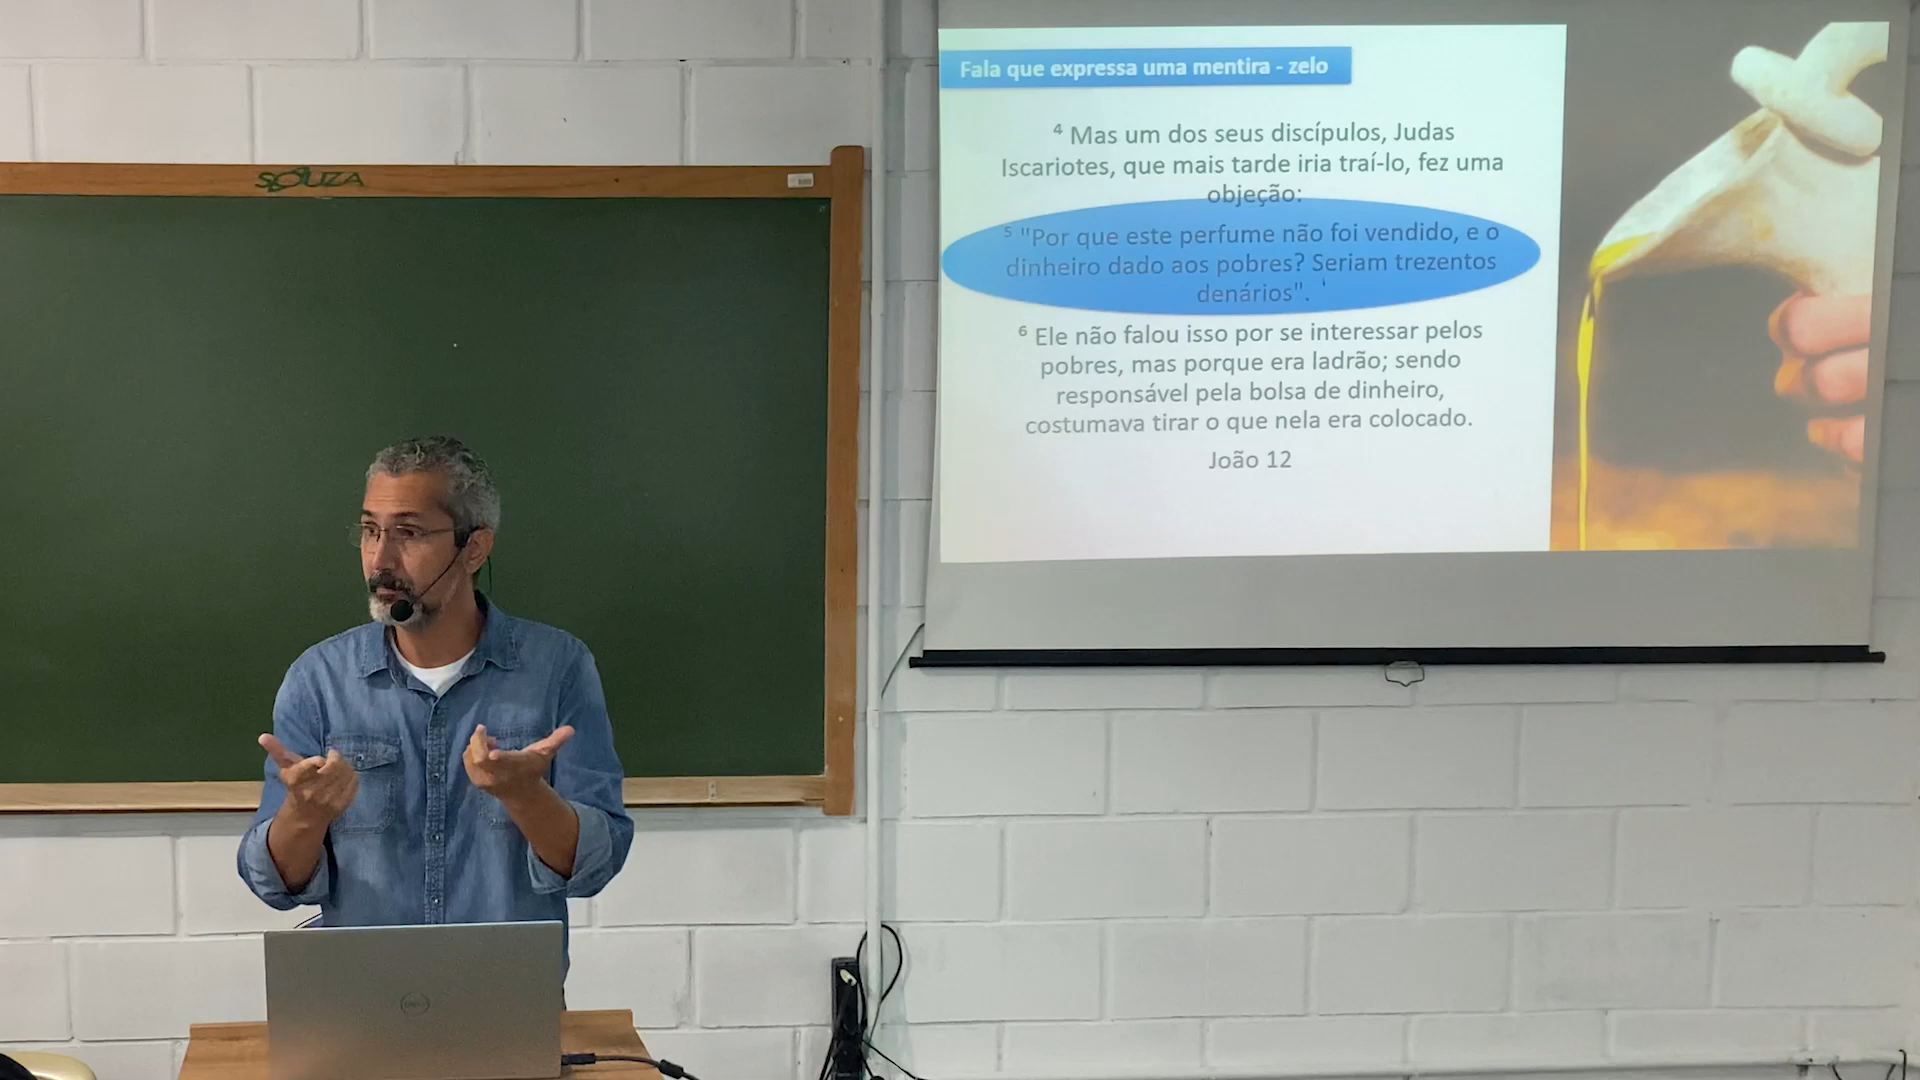 Fala que expressa uma mentira - zelo
⁴ Mas um dos seus discípulos, Judas
Iscariotes, que mais tarde iria traí-lo, fez uma
objeção:
⁵ "Por que este perfume não foi vendido, e o
dinheiro dado aos pobres? Seriam trezentos
denários".
⁶ Ele não falou isso por se interessar pelos
pobres, mas porque era ladrão; sendo
responsável pela bolsa de dinheiro,
costumava tirar o que nela era colocado.
João 12
SOUZA
DELL